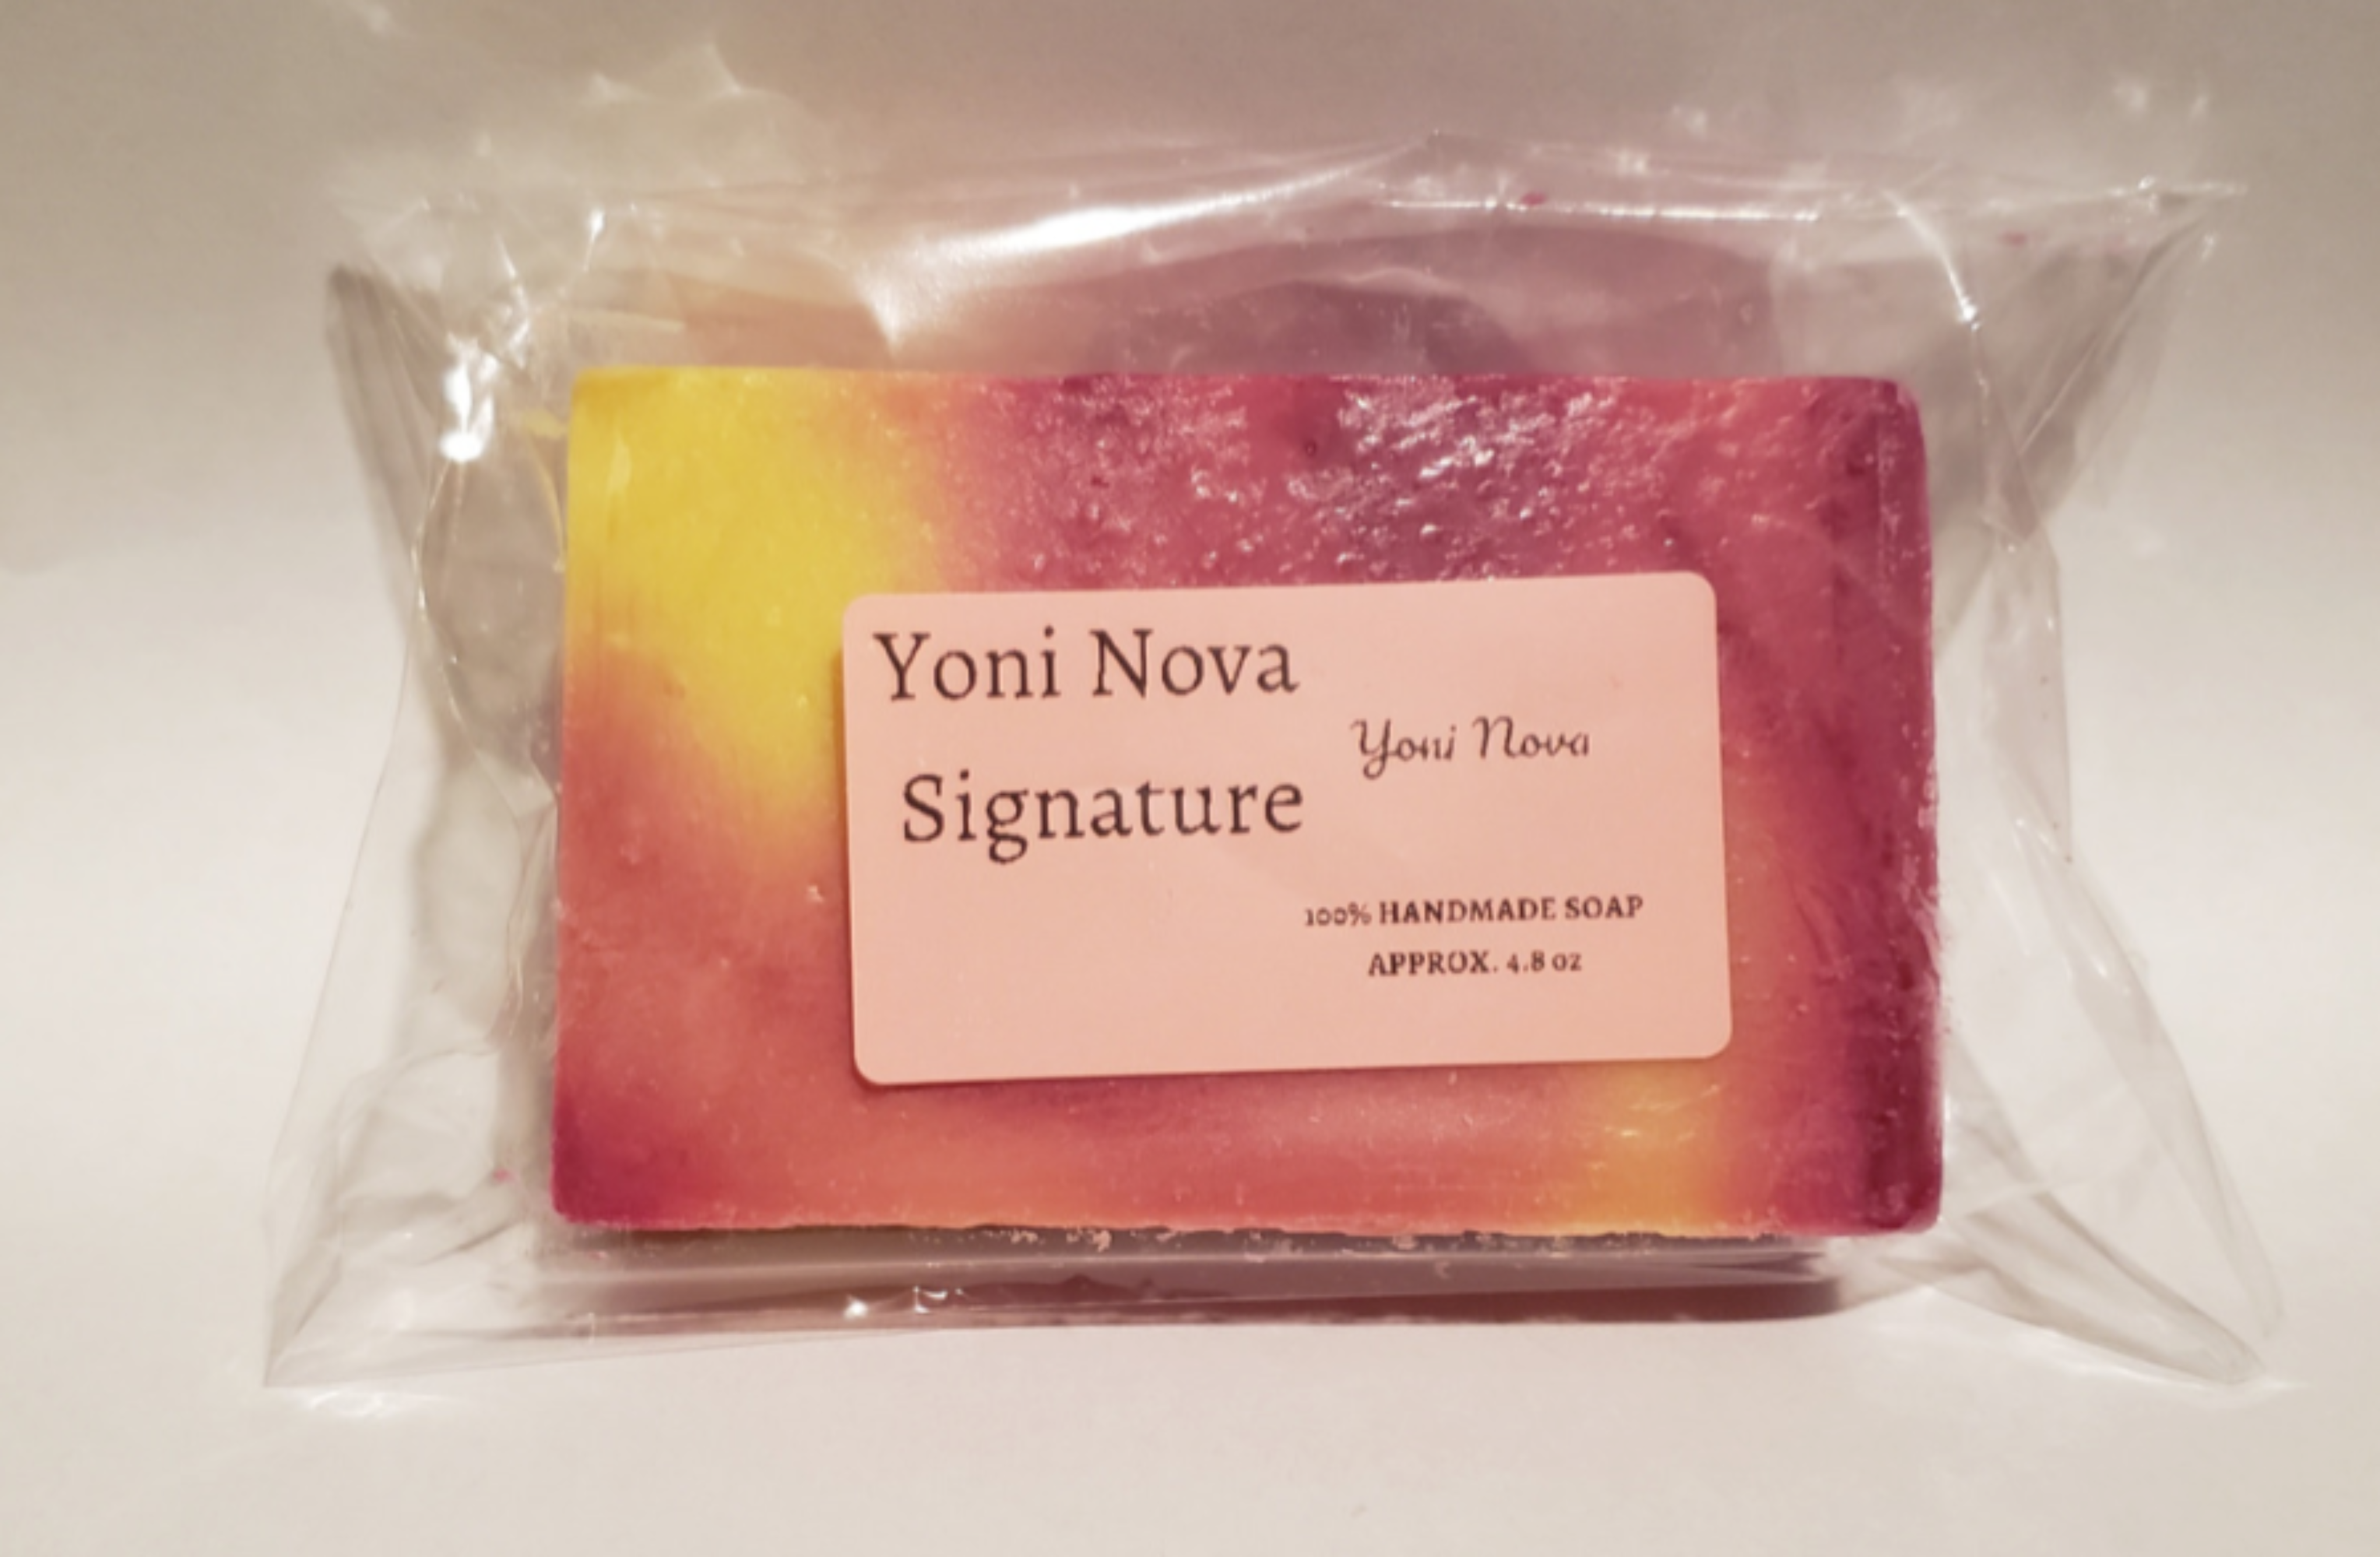 Yoni Nova
Signature
Yoni Nova
100% HANDMADE SOAP
APPROX. 4.8 oz